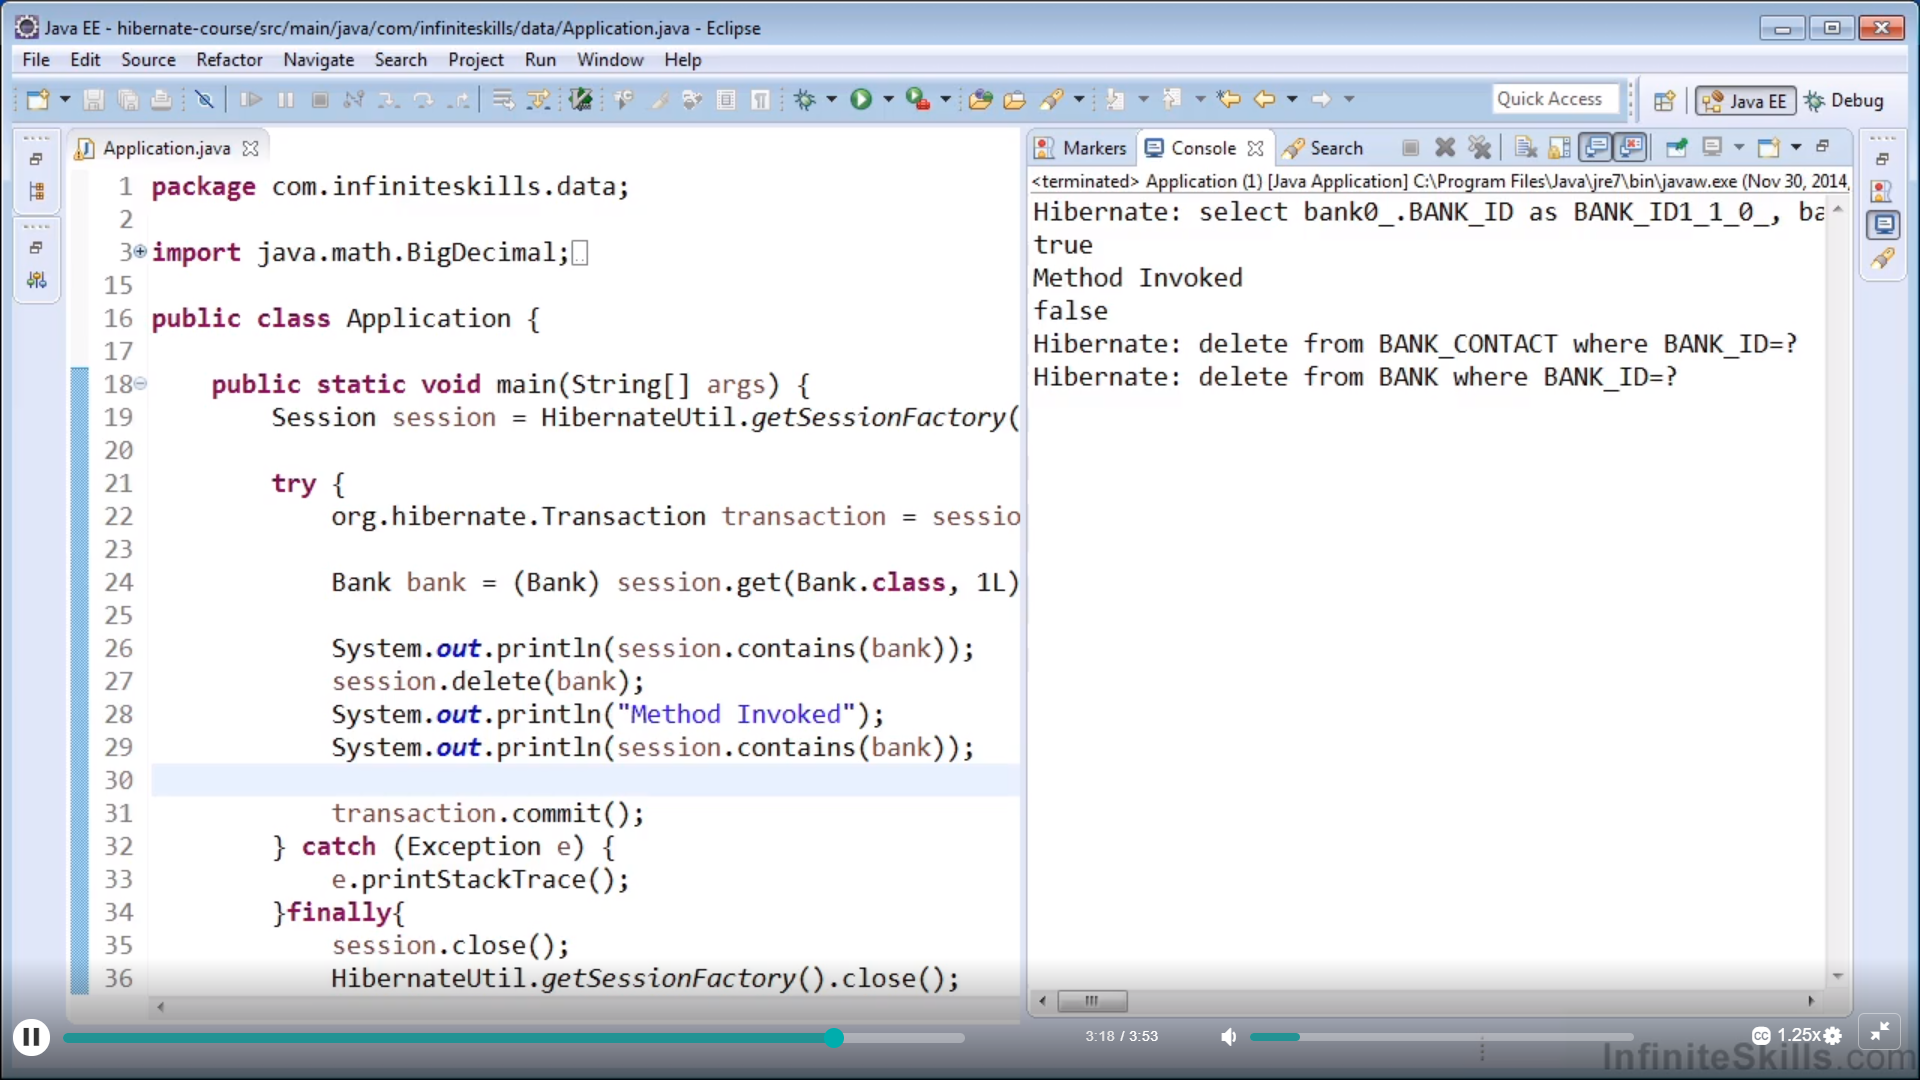 Java EE - hibernate-course/src/main/java/com/infiniteskills/data/Application.java - Eclipse
File Edit Source Refactor Navigate Search Project Run Window Help
Quick Access
Java EE
Debug
Application.java
1 package com.infiniteskills.data;
2
3 import java.math.BigDecimal;
15
16 public class Application {
17
18 public static void main(String[] args) {
19 Session session = HibernateUtil.getSessionFactory(
20
21 try {
22 org.hibernate.Transaction transaction = sessio
23
24 Bank bank = (Bank) session.get(Bank.class, 1L)
25
26 System.out.println(session.contains(bank));
27 session.delete(bank);
28 System.out.println("Method Invoked");
29 System.out.println(session.contains(bank));
30
31 transaction.commit();
32 } catch (Exception e) {
33 e.printStackTrace();
34 }finally{
35 session.close();
36 HibernateUtil.getSessionFactory().close();
Markers Console Search
<terminated> Application (1) [Java Application] C:\Program Files\Java\jre7\bin\javaw.exe (Nov 30, 2014,
Hibernate: select bank0_.BANK_ID as BANK_ID1_1_0_, ba
true
Method Invoked
false
Hibernate: delete from BANK_CONTACT where BANK_ID=?
Hibernate: delete from BANK where BANK_ID=?
3:18 / 3:53
CC
1.25x
InfiniteSkills.com